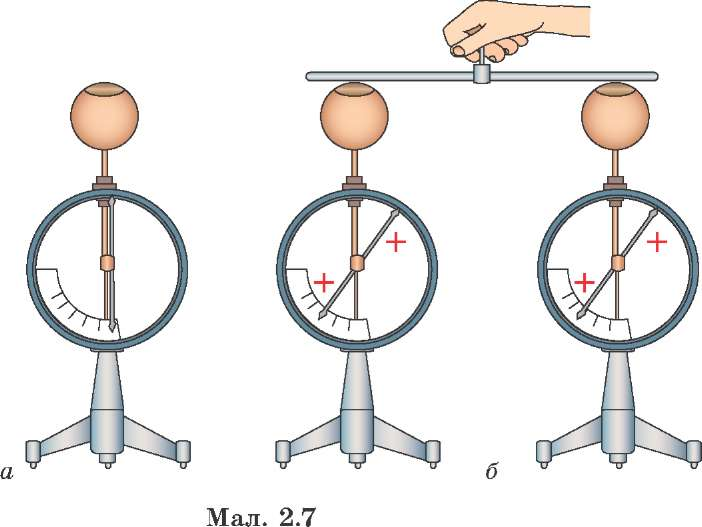 + + + +
а б
Мал. 2.7